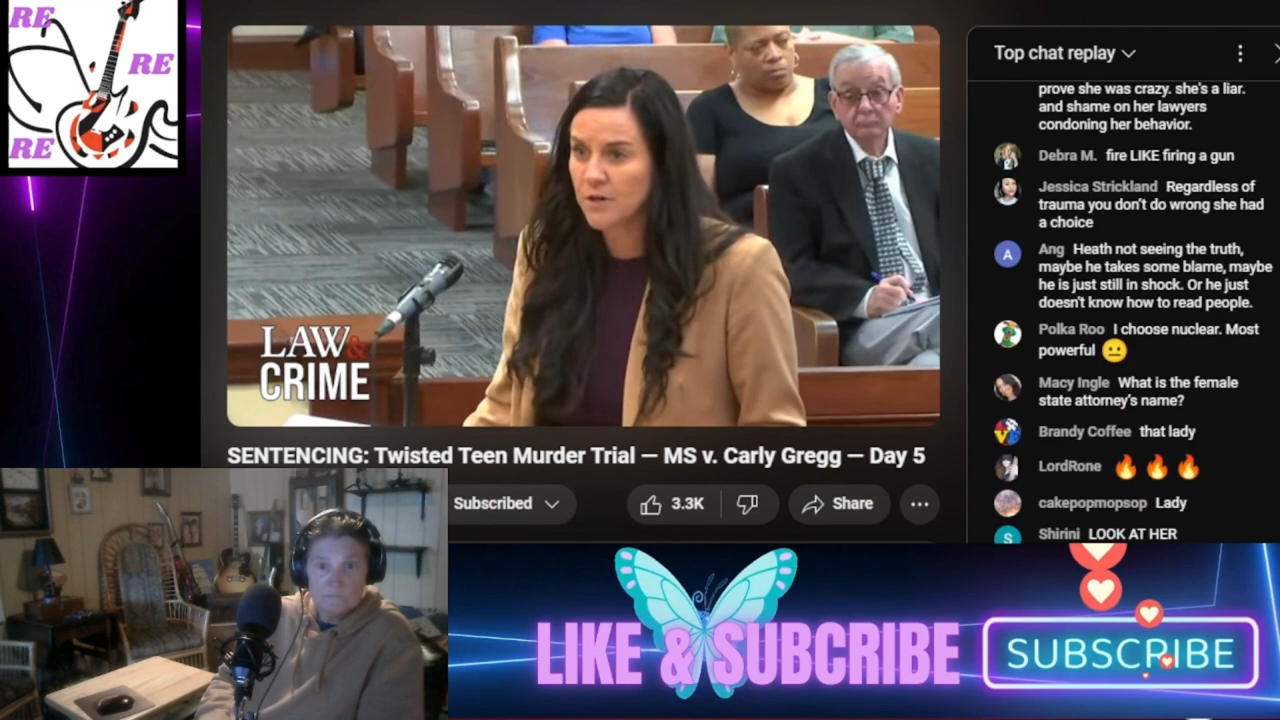 RE
RE
RE
LAW&
CRIME
SENTENCING: Twisted Teen Murder Trial — MS v. Carly Gregg — Day 5
Subscribed
3.3K
Share
Top chat replay
prove she was crazy. she's a liar.
and shame on her lawyers
condoning her behavior.
Debra M. fire LIKE firing a gun
Jessica Strickland Regardless of
trauma you don't do wrong she had
a choice
A
Ang Heath not seeing the truth,
maybe he takes some blame, maybe
he is just still in shock. Or he just
doesn't know how to read people.
Polka Roo I choose nuclear. Most
powerful 😐
Macy Ingle What is the female
state attorney's name?
Brandy Coffee that lady
LordRone 🔥🔥🔥
cakepopmopsop Lady
S
Shirini LOOK AT HER
LIKE & SUBCRIBE
SUBSCRIBE